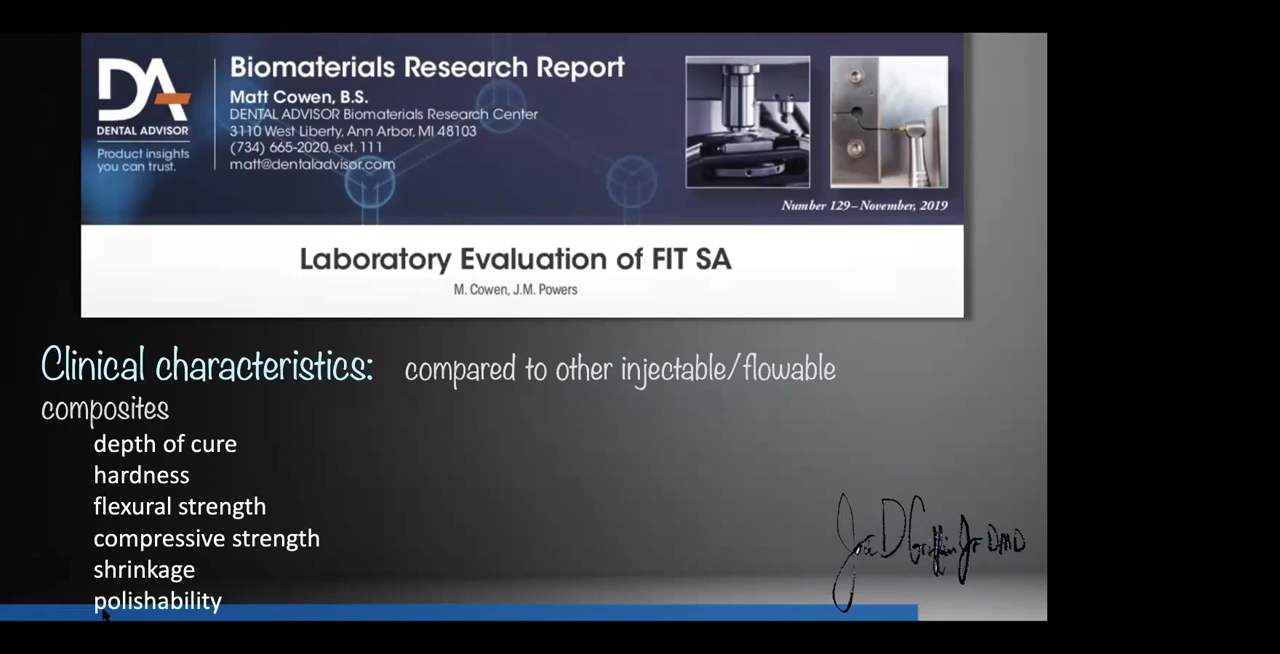 DA
DENTAL ADVISOR
Product insights
you can trust.
Biomaterials Research Report
Matt Cowen, B.S.
DENTAL ADVISOR Biomaterials Research Center
3110 West Liberty, Ann Arbor, MI 48103
(734) 665-2020, ext. 111
matt@dentaladvisor.com
Number 129–November, 2019
Laboratory Evaluation of FIT SA
M. Cowen, J.M. Powers
Clinical characteristics: compared to other injectable/flowable
composites
depth of cure
hardness
flexural strength
compressive strength
shrinkage
polishability
D Griffin Jr DMD